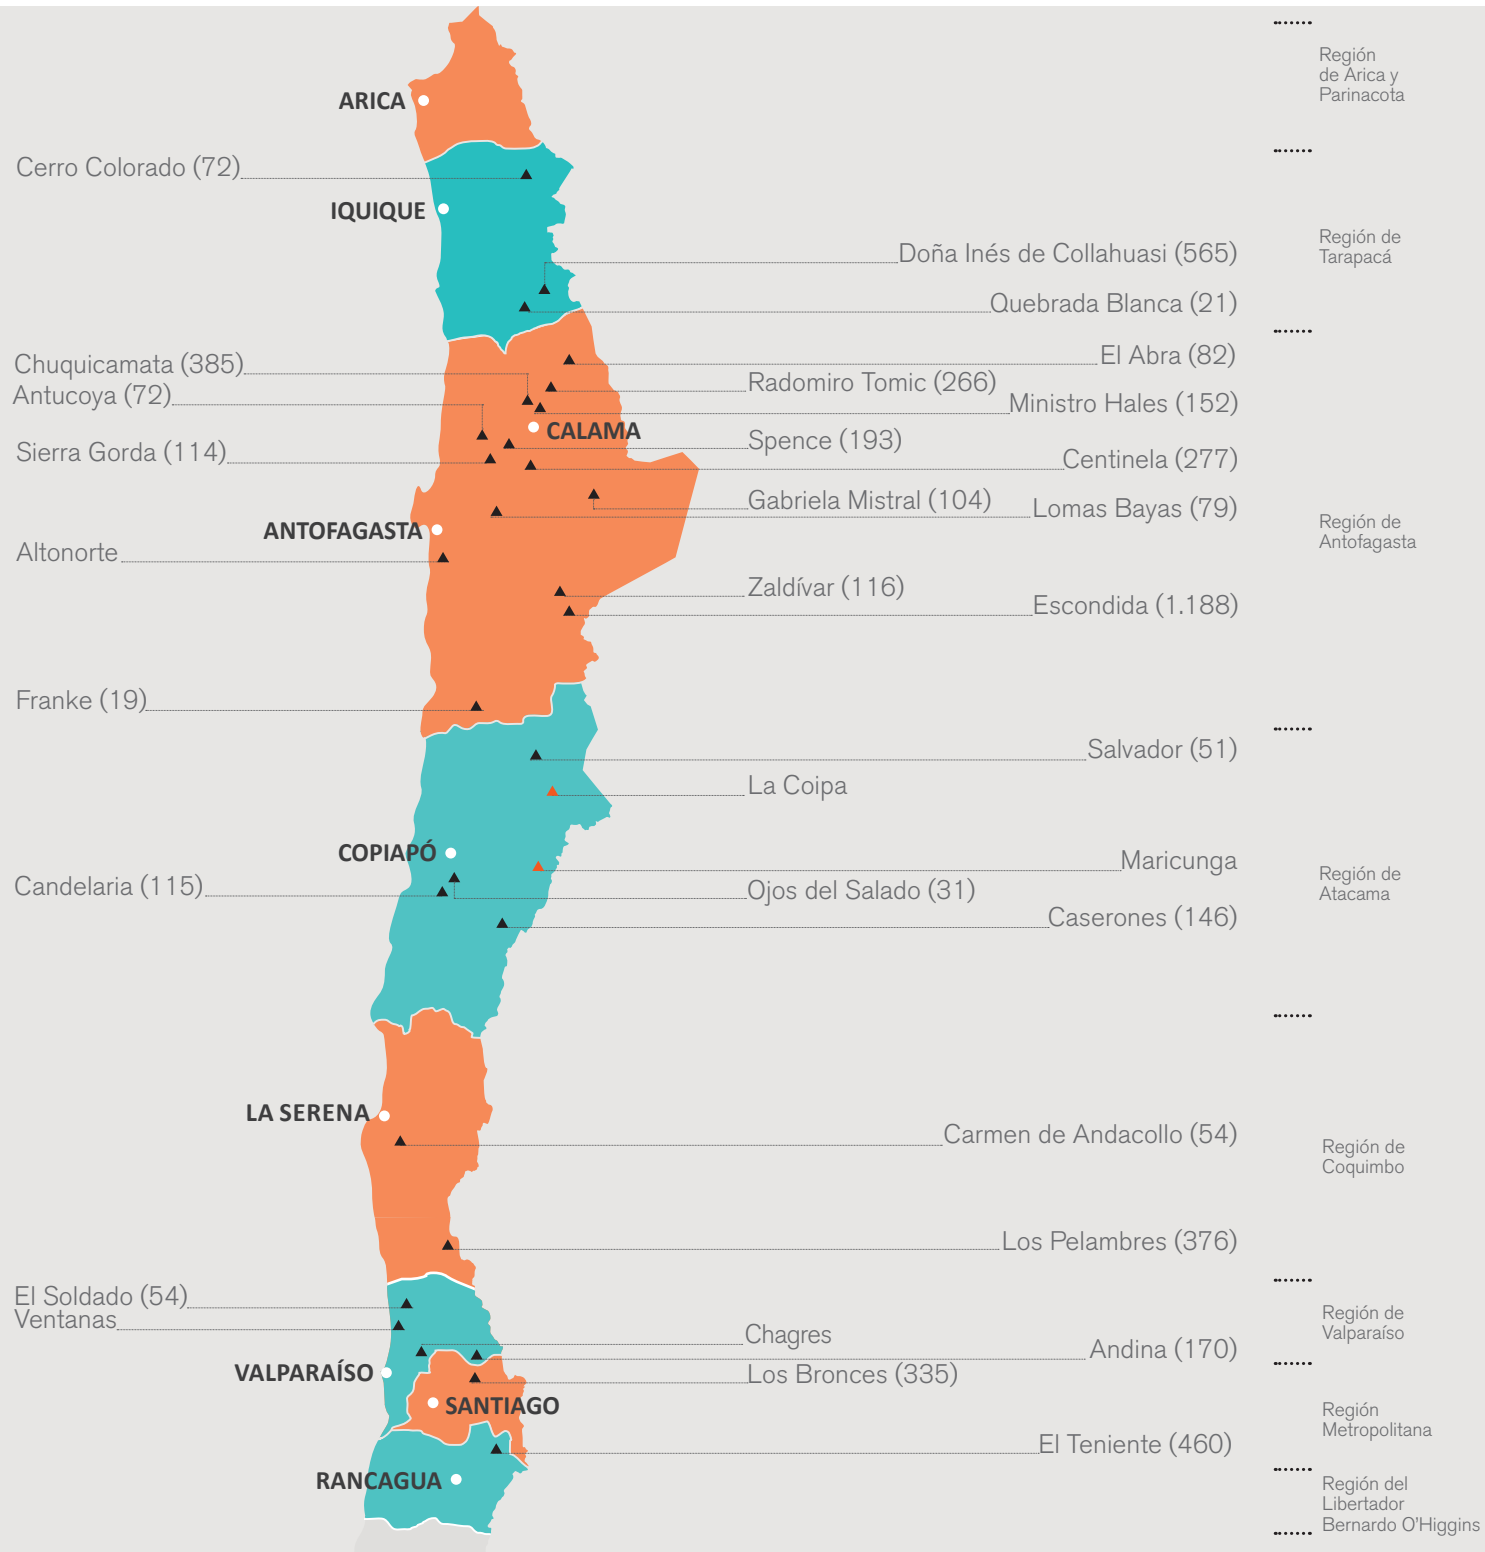 Región
de Arica y
Parinacota
ARICA
Cerro Colorado (72)
IQUIQUE
Región de
Tarapacá
Doña Inés de Collahuasi (565)
Quebrada Blanca (21)
El Abra (82)
Chuquicamata (385)
Radomiro Tomic (266)
Antucoya (72)
Ministro Hales (152)
CALAMA
Spence (193)
Sierra Gorda (114)
Centinela (277)
Gabriela Mistral (104)
Lomas Bayas (79)
ANTOFAGASTA
Región de
Antofagasta
Altonorte
Zaldívar (116)
Escondida (1.188)
Franke (19)
Salvador (51)
La Coipa
COPIAPÓ
Maricunga
Región de
Atacama
Candelaria (115)
Ojos del Salado (31)
Caserones (146)
LA SERENA
Carmen de Andacollo (54)
Región de
Coquimbo
Los Pelambres (376)
El Soldado (54)
Ventanas
Región de
Valparaíso
Chagres
Andina (170)
VALPARAÍSO
Los Bronces (335)
SANTIAGO
Región
Metropolitana
El Teniente (460)
RANCAGUA
Región del
Libertador
Bernardo O'Higgins